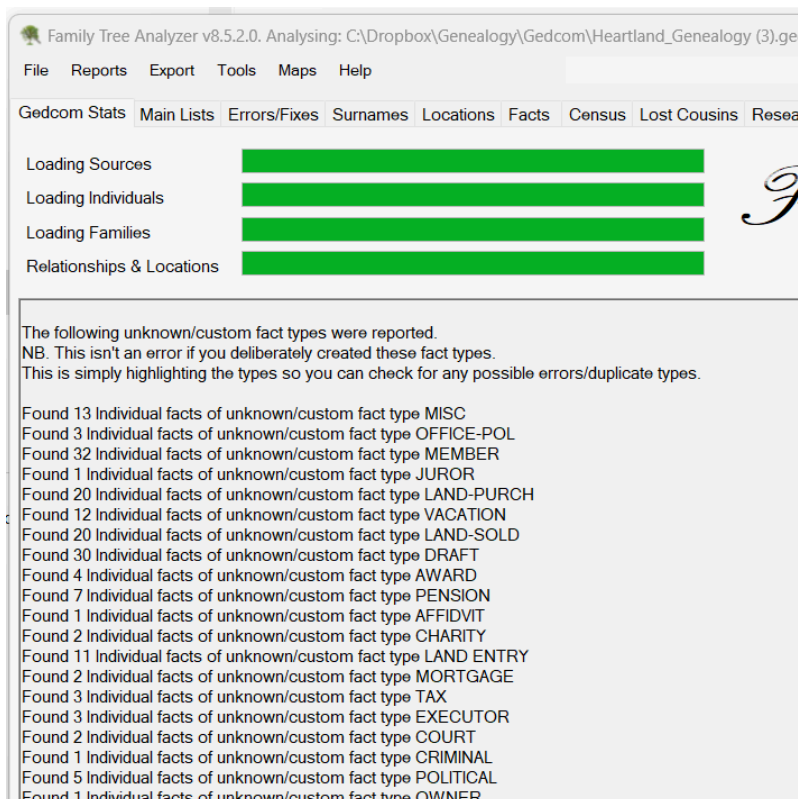 Family Tree Analyzer v8.5.2.0. Analysing: C:\Dropbox\Genealogy\Gedcom\Heartland_Genealogy (3).ge
File Reports Export Tools Maps Help
Gedcom Stats Main Lists Errors/Fixes Surnames Locations Facts Census Lost Cousins Resea
Loading Sources
Loading Individuals
Loading Families
Relationships & Locations
The following unknown/custom fact types were reported.
NB. This isn't an error if you deliberately created these fact types.
This is simply highlighting the types so you can check for any possible errors/duplicate types.
Found 13 Individual facts of unknown/custom fact type MISC
Found 3 Individual facts of unknown/custom fact type OFFICE-POL
Found 32 Individual facts of unknown/custom fact type MEMBER
Found 1 Individual facts of unknown/custom fact type JUROR
Found 20 Individual facts of unknown/custom fact type LAND-PURCH
Found 12 Individual facts of unknown/custom fact type VACATION
Found 20 Individual facts of unknown/custom fact type LAND-SOLD
Found 30 Individual facts of unknown/custom fact type DRAFT
Found 4 Individual facts of unknown/custom fact type AWARD
Found 7 Individual facts of unknown/custom fact type PENSION
Found 1 Individual facts of unknown/custom fact type AFFIDVIT
Found 2 Individual facts of unknown/custom fact type CHARITY
Found 11 Individual facts of unknown/custom fact type LAND ENTRY
Found 2 Individual facts of unknown/custom fact type MORTGAGE
Found 3 Individual facts of unknown/custom fact type TAX
Found 3 Individual facts of unknown/custom fact type EXECUTOR
Found 2 Individual facts of unknown/custom fact type COURT
Found 1 Individual facts of unknown/custom fact type CRIMINAL
Found 5 Individual facts of unknown/custom fact type POLITICAL
Found 1 Individual facts of unknown/custom fact type OWNER